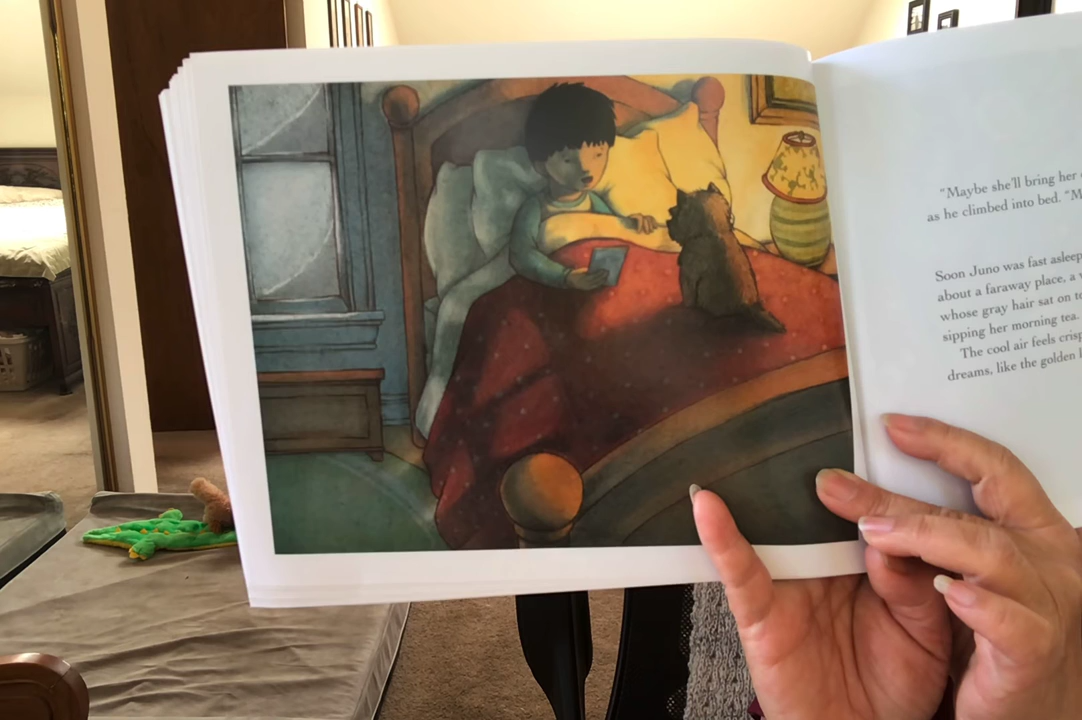 "Maybe she'll bring her
as he climbed into bed. "M
Soon Juno was fast asleep
about a faraway place, a
whose gray hair sat on
sipping her morning tea.
The cool air feels crisp
dreams, like the golden